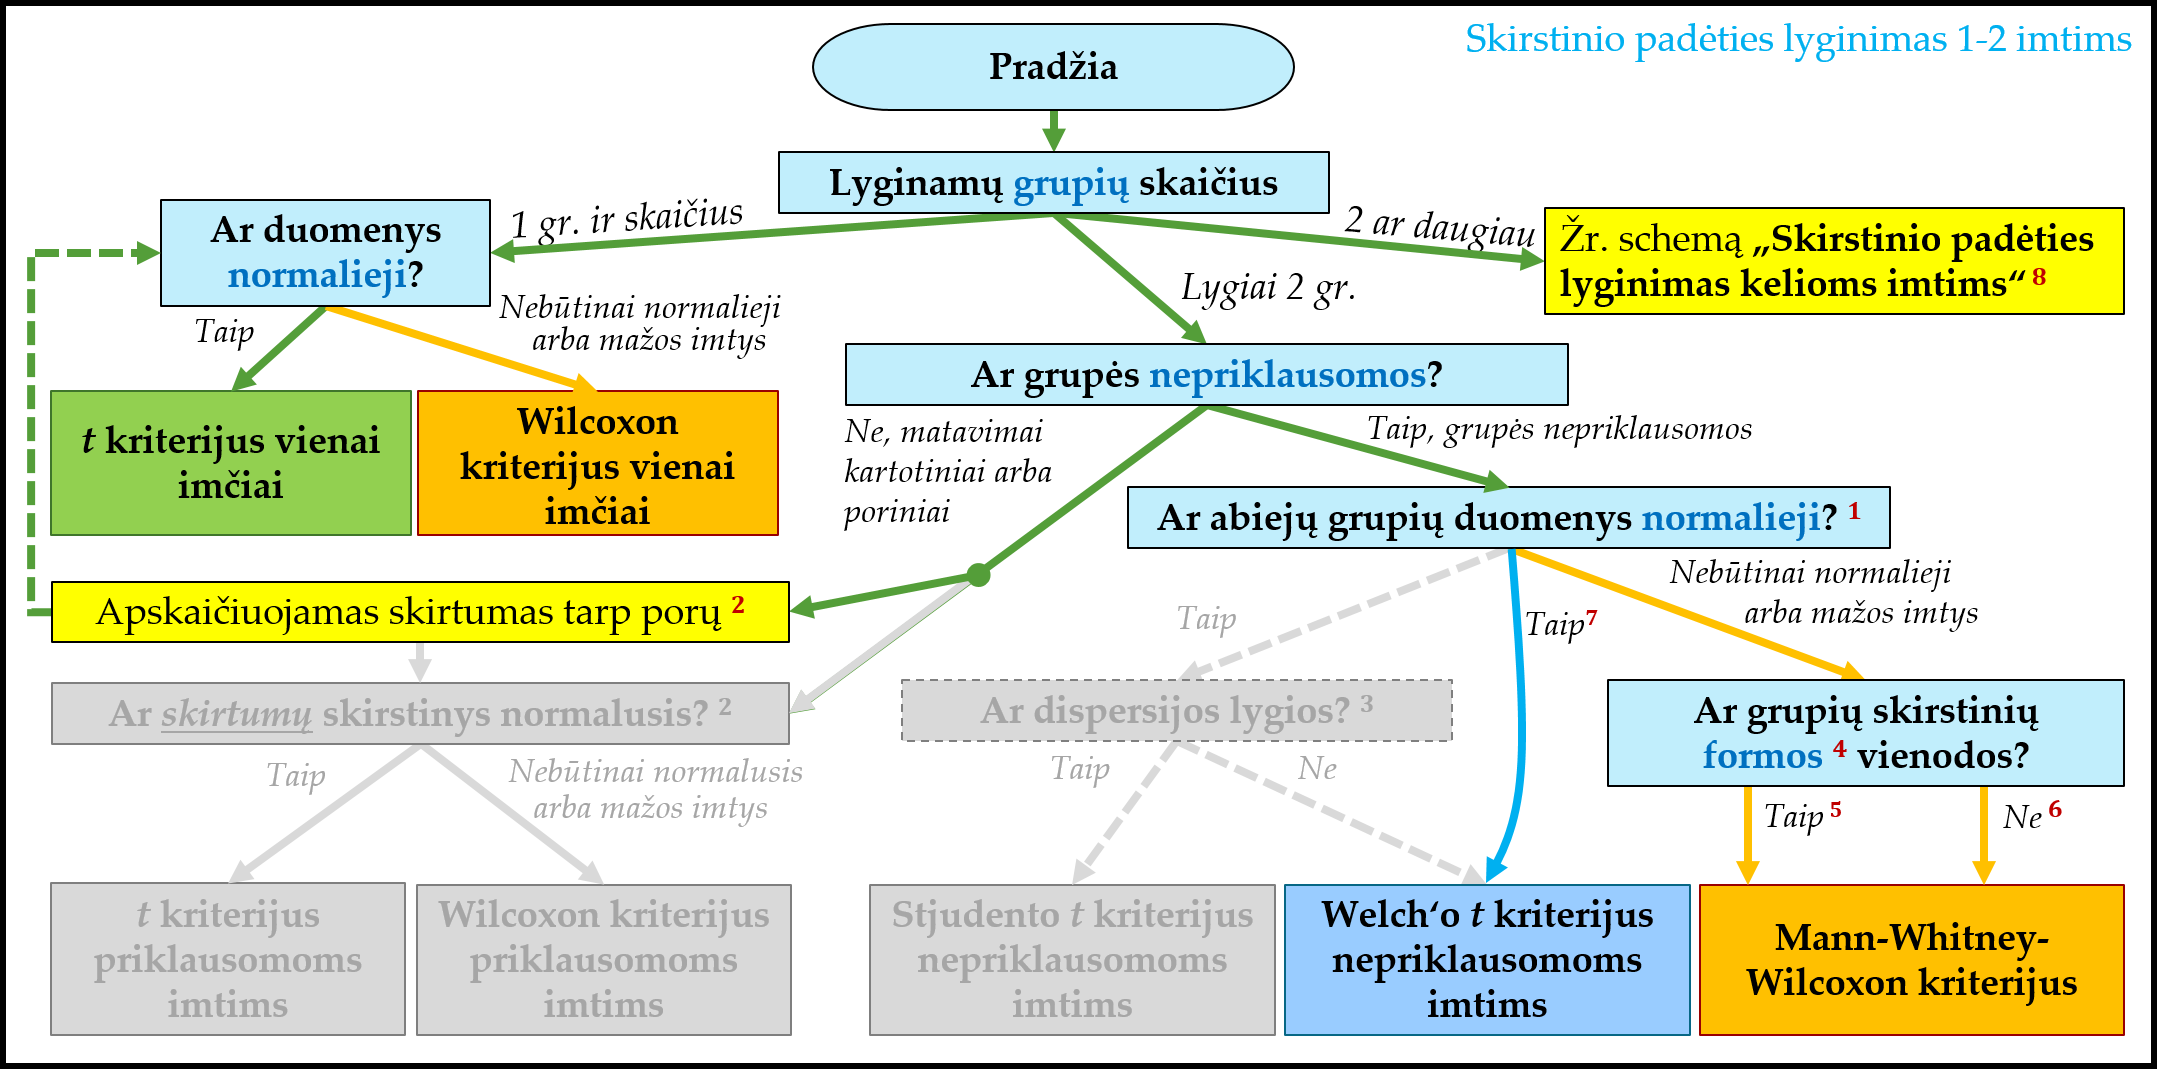 Skirstinio padėties lyginimas 1-2 imtims
Pradžia
Lyginamų grupių skaičius
1 gr. ir skaičius
2 ar daugiau
Lygiai 2 gr.
Ar duomenys
normalieji?
Žr. schemą „Skirstinio padėties
lyginimas kelioms imtims“ 8
Taip
Nebūtinai normalieji
arba mažos imtys
Ar grupės nepriklausomos?
t kriterijus vienai
imčiai
Wilcoxon
kriterijus vienai
imčiai
Ne, matavimai
kartotiniai arba
poriniai
Taip, grupės nepriklausomos
Ar abiejų grupių duomenys normalieji? 1
Apskaičiuojamas skirtumas tarp porų 2
Taip
Taip7
Nebūtinai normalieji
arba mažos imtys
Ar skirtumų skirstinys normalusis? 2
Ar dispersijos lygios? 3
Ar grupių skirstinių
formos 4 vienodos?
Taip
Nebūtinai normalusis
arba mažos imtys
Taip
Ne
Taip 5
Ne 6
t kriterijus
priklausomoms
imtims
Wilcoxon kriterijus
priklausomoms
imtims
Stjudento t kriterijus
nepriklausomoms
imtims
Welch‘o t kriterijus
nepriklausomoms
imtims
Mann-Whitney-
Wilcoxon kriterijus